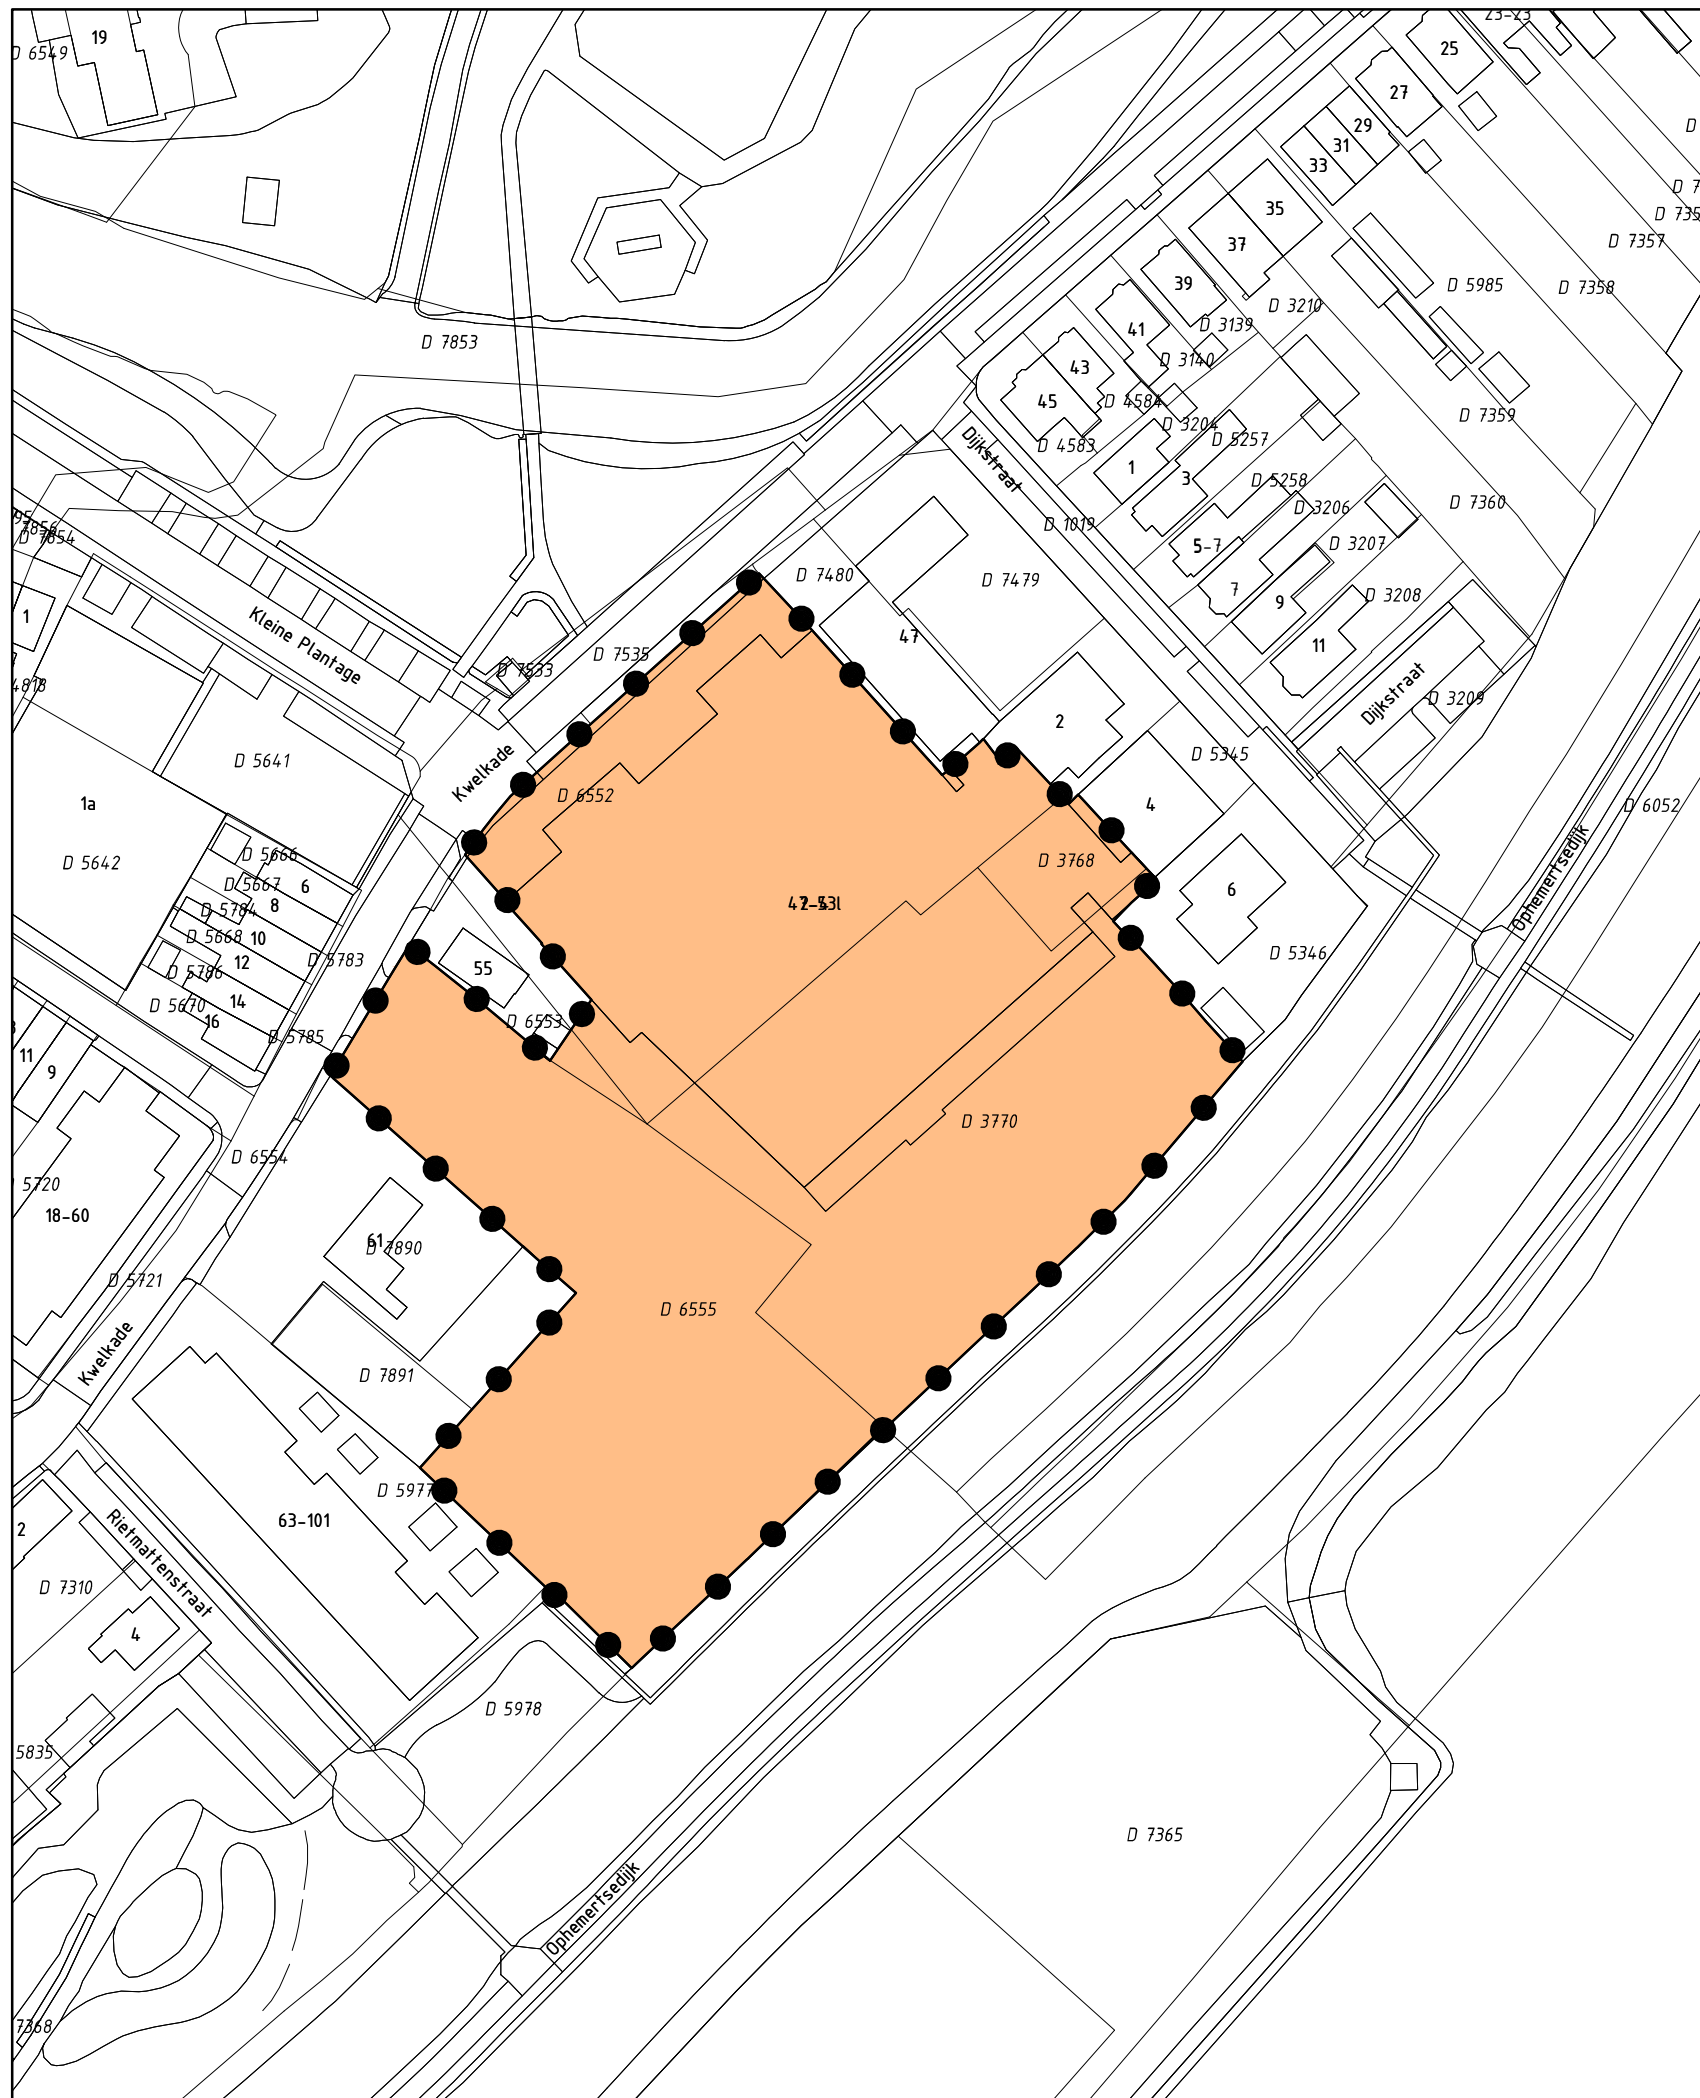 23-23
19
25
D 6549
27
29
31
33
35
37
39
D 7357
D 5985
D 7358
D 3210
D 3139
41
D 3140
D 7853
43
45
D 4584
D 3204
D 7359
D 5257
D 4583
Dijkstraat
1
3
D 5258
D 7360
D 3206
D 1019
7856
D 7854
D 3207
5-7
D 7480
D 7479
7
9
D 3208
1
Kleine Plantage
47
11
D 7535
D 7533
4818
Dijkstraat
D 3209
2
D 5641
D 5345
Kwelkade
1a
D 6552
4
D 6052
D 5642
D 5666
D 3768
Ophemertsedijk
D 5667
6
6
8
D 5784
D 5668
10
12
D 5783
55
D 5346
D 5786
14
D 5670
16
D 6553
D 5785
11
9
D 3770
D 6554
5720
18-60
61
D 7890
D 5721
D 6555
Kwelkade
D 7891
D 5977
2
Rietmattenstraat
63-101
D 7310
4
D 5978
5835
D 7365
Ophemertsedijk
7368